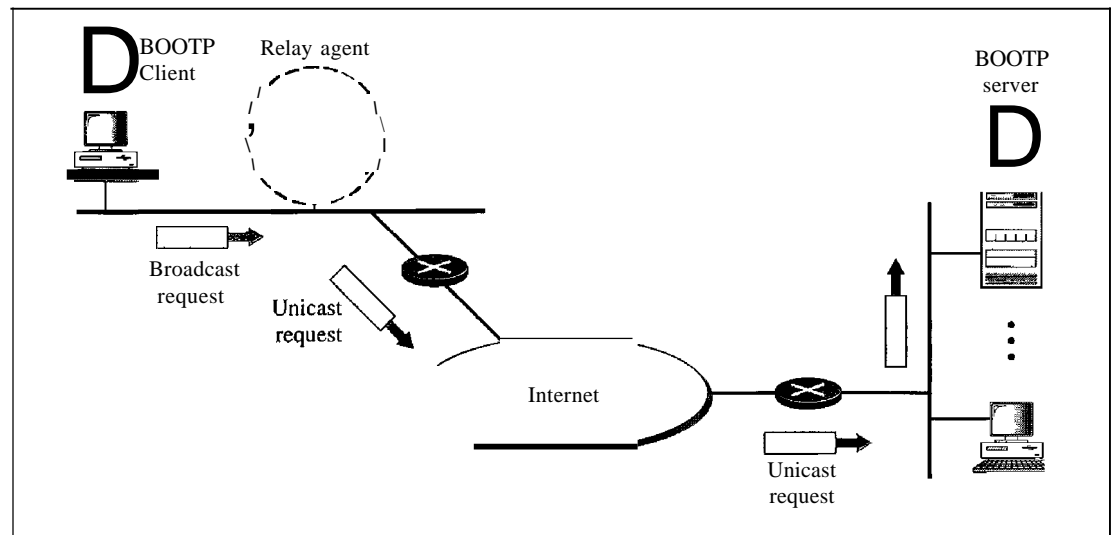 D
BOOTP
Client
Relay agent
BOOTP
server
D
Broadcast
request
Unicast
request
Internet
Unicast
request